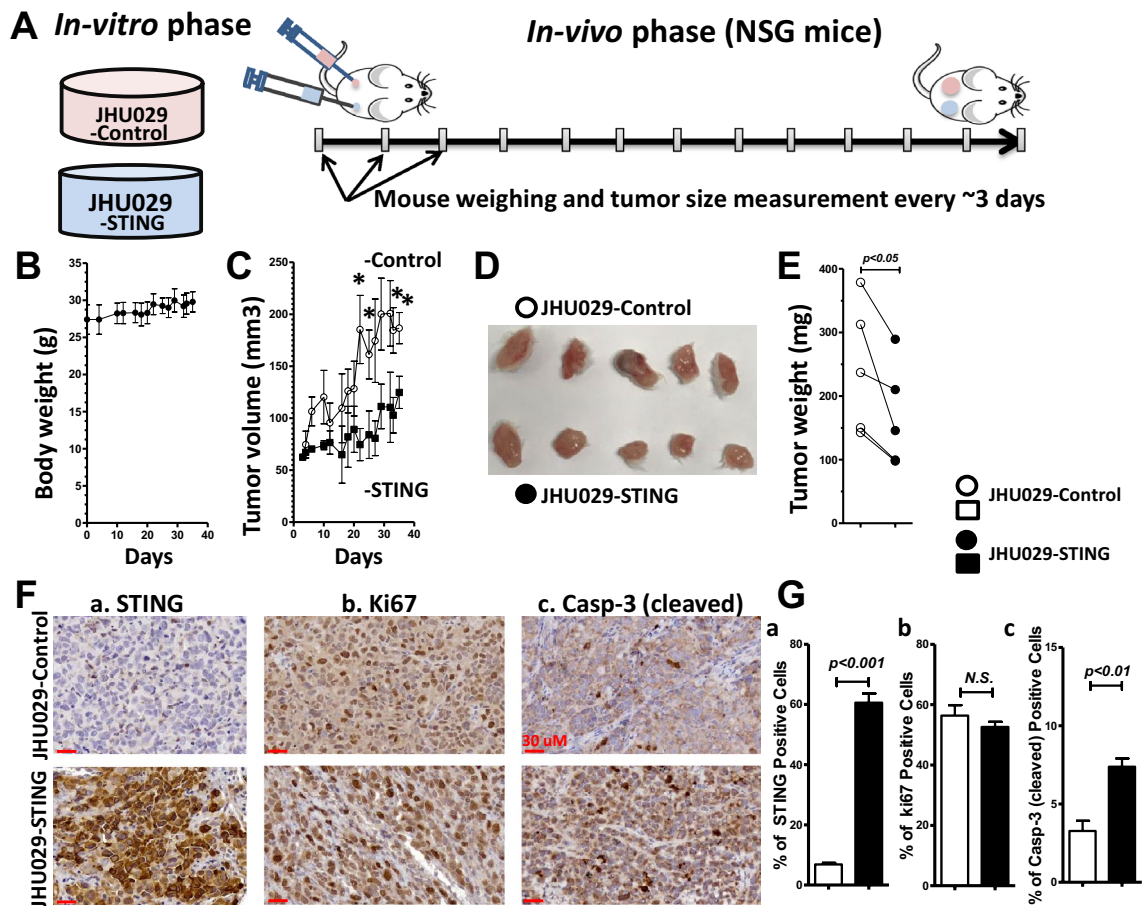 A In-vitro phase
In-vivo phase (NSG mice)
JHU029
-Control
JHU029
-STING
Mouse weighing and tumor size measurement every ~3 days
B
Body weight (g)
35
30
25
20
15
10
5
0
0 10 20 30 40
Days
C
Tumor volume (mm3)
250
200
150
100
50
0
0 10 20 30 40
Days
-Control
* * * *
-STING
D
JHU029-Control
JHU029-STING
E
p<0.05
Tumor weight (mg)
400
300
200
100
0
JHU029-Control
JHU029-STING
F
a. STING
b. Ki67
c. Casp-3 (cleaved)
JHU029-Control
30 uM
JHU029-STING
G
a
% of STING Positive Cells
80
60
40
20
0
p<0.001
b
% of ki67 Positive Cells
80
60
40
20
0
N.S.
c
% of Casp-3 (cleaved) Positive Cells
15
10
5
0
p<0.01